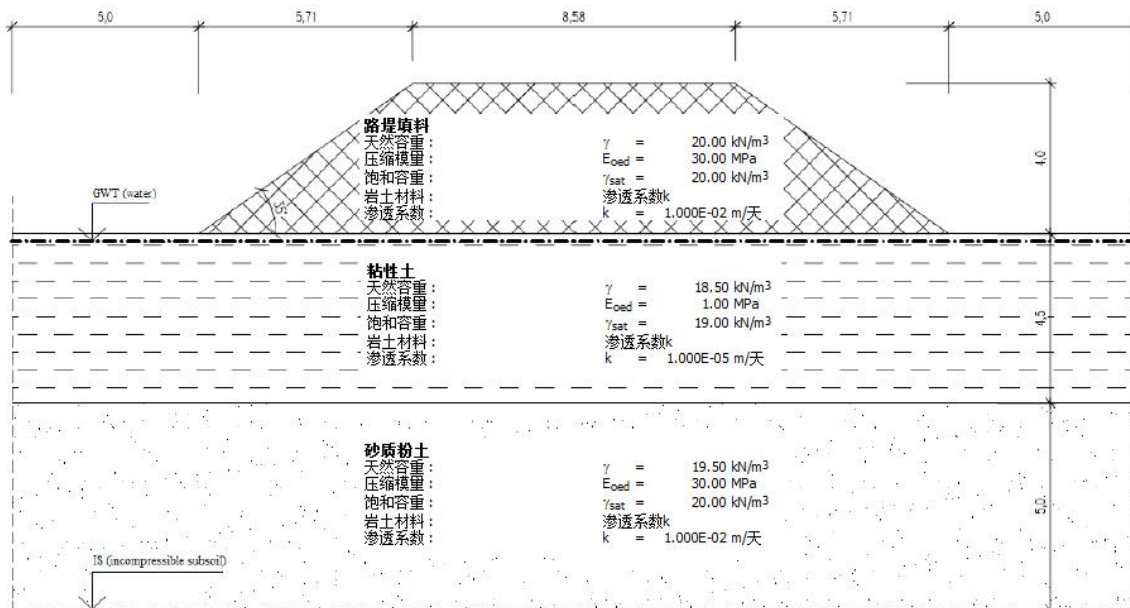 5,0 5,71 8,58 5,71 5,0
路堤填料
天然容重： γ = 20.00 kN/m³
压缩模量： Eoed = 30.00 MPa
饱和容重： γsat = 20.00 kN/m³
岩土材料： 渗透系数k
渗透系数： k = 1.000E-02 m/天
4,0
GWT (water)
35°
粘性土
天然容重： γ = 18.50 kN/m³
压缩模量： Eoed = 1.00 MPa
饱和容重： γsat = 19.00 kN/m³
岩土材料： 渗透系数k
渗透系数： k = 1.000E-05 m/天
4,5
砂质粉土
天然容重： γ = 19.50 kN/m³
压缩模量： Eoed = 30.00 MPa
饱和容重： γsat = 20.00 kN/m³
岩土材料： 渗透系数k
渗透系数： k = 1.000E-02 m/天
5,0
IS (incompressible subsoil)